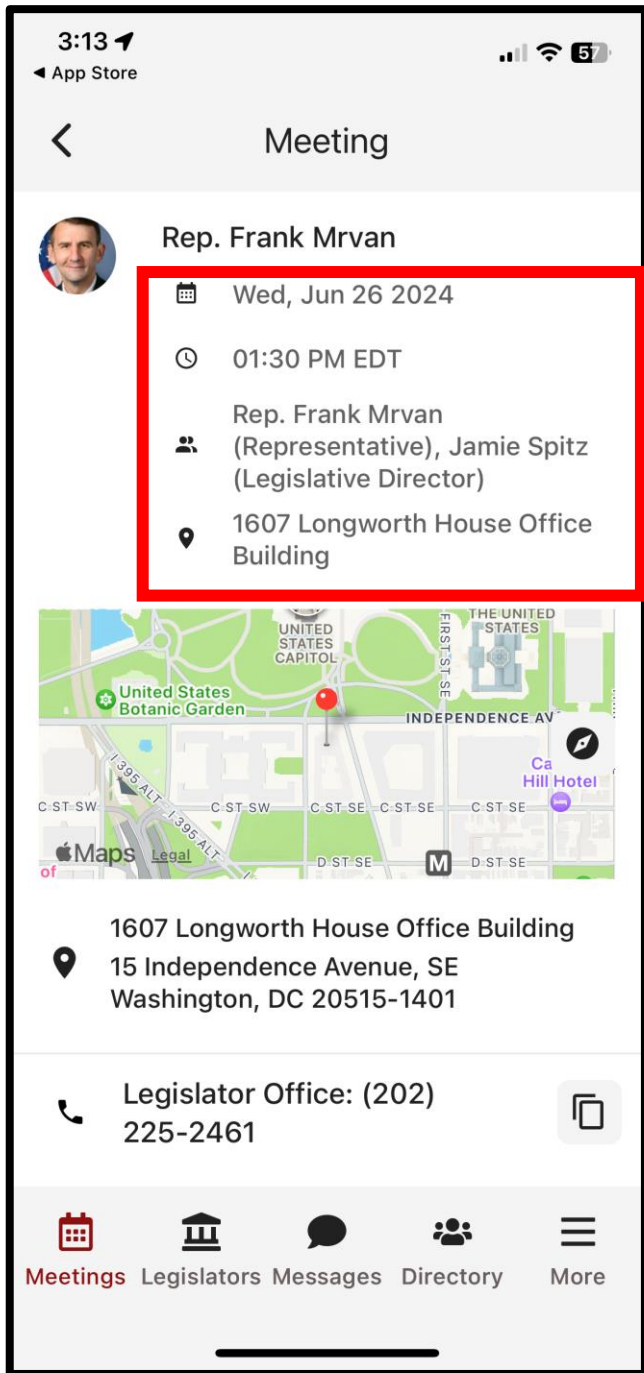 3:13
57
◀ App Store
Meeting
Rep. Frank Mrvan
Wed, Jun 26 2024
01:30 PM EDT
Rep. Frank Mrvan
(Representative), Jamie Spitz
(Legislative Director)
1607 Longworth House Office
Building
UNITED
STATES
CAPITOL
FIRST ST SE
THE UNITED
STATES
United States
Botanic Garden
INDEPENDENCE AV
I 395 ALT
I 395 ALT
Ca
Hill Hotel
C ST SW
C ST SW
C ST SE
C ST SE
C ST SE
Maps
Legal
of
D ST SE
M
D ST SE
1607 Longworth House Office Building
15 Independence Avenue, SE
Washington, DC 20515-1401
Legislator Office: (202)
225-2461
Meetings Legislators Messages Directory More